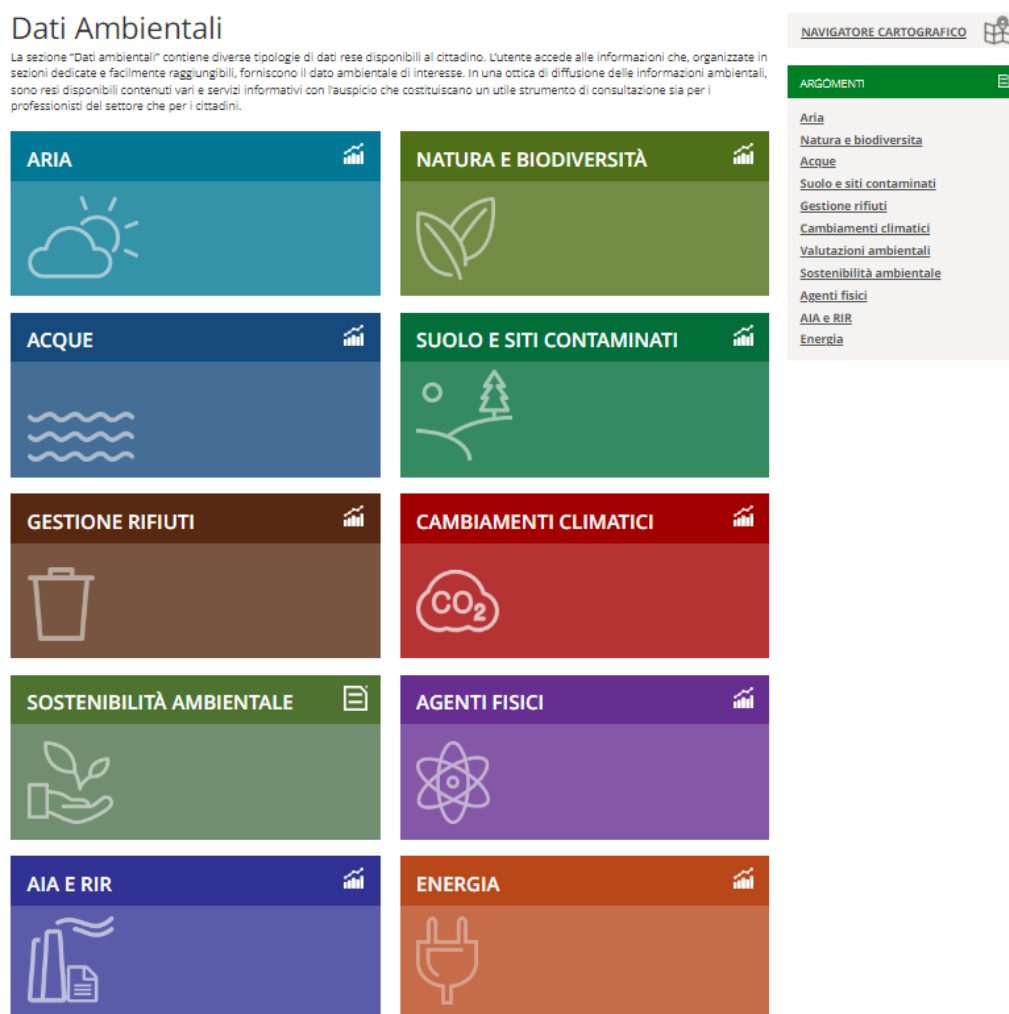 Dati Ambientali
La sezione "Dati ambientali" contiene diverse tipologie di dati rese disponibili al cittadino. L'utente accede alle informazioni che, organizzate in
sezioni dedicate e facilmente raggiungibili, forniscono il dato ambientale di interesse. In una ottica di diffusione delle informazioni ambientali,
sono resi disponibili contenuti vari e servizi informativi con l'auspicio che costituiscano un utile strumento di consultazione sia per i
professionisti del settore che per i cittadini.
ARIA
NATURA E BIODIVERSITÀ
ACQUE
SUOLO E SITI CONTAMINATI
GESTIONE RIFIUTI
CAMBIAMENTI CLIMATICI
CO2
SOSTENIBILITÀ AMBIENTALE
AGENTI FISICI
AIA E RIR
ENERGIA
NAVIGATORE CARTOGRAFICO
ARGOMENTI
Aria
Natura e biodiversita
Acque
Suolo e siti contaminati
Gestione rifiuti
Cambiamenti climatici
Valutazioni ambientali
Sostenibilità ambientale
Agenti fisici
AIA e RIR
Energia